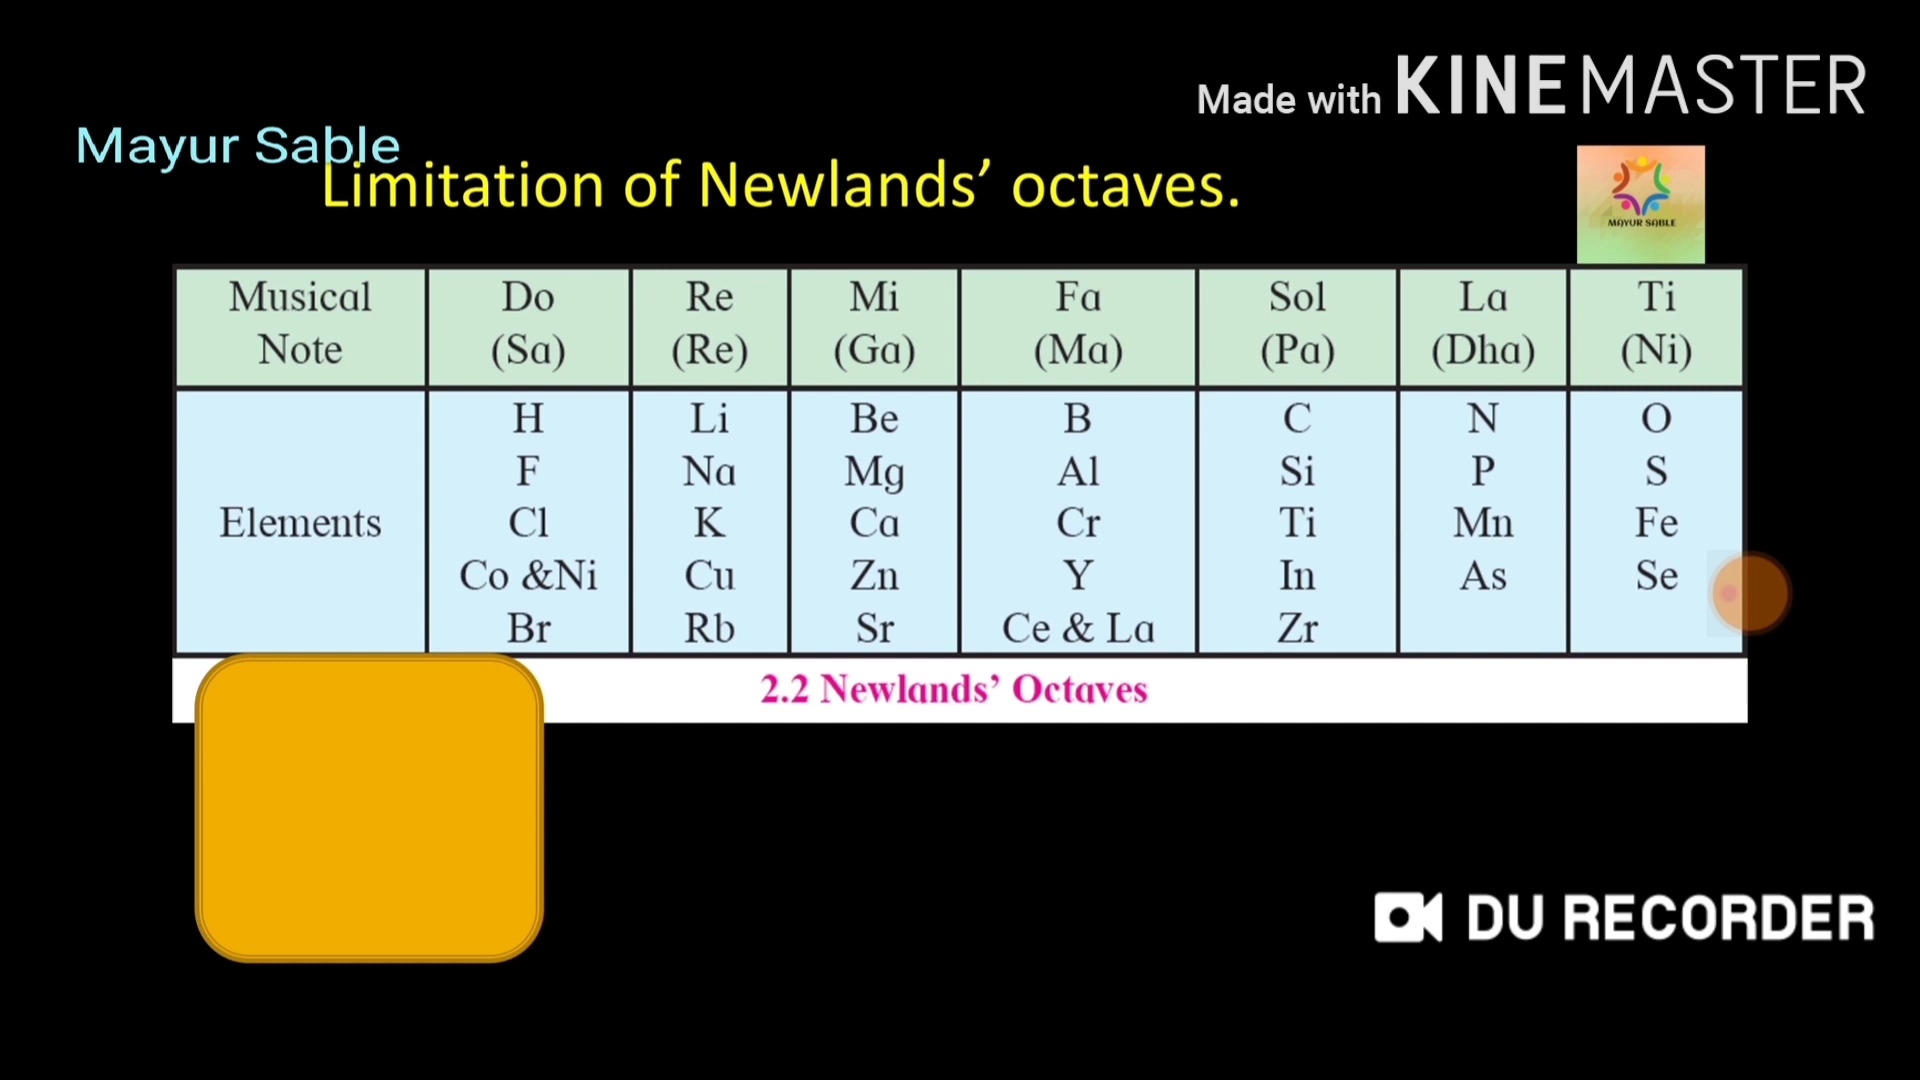 Made with KINEMASTER
Mayur Sable
Limitation of Newlands’ octaves.
MAYUR SABLE
Musical Note Do (Sa) Re (Re) Mi (Ga) Fa (Ma) Sol (Pa) La (Dha) Ti (Ni)
Elements
H Li Be B C N O
F Na Mg Al Si P S
Cl K Ca Cr Ti Mn Fe
Co &Ni Cu Zn Y In As Se
Br Rb Sr Ce & La Zr
2.2 Newlands’ Octaves
DU RECORDER